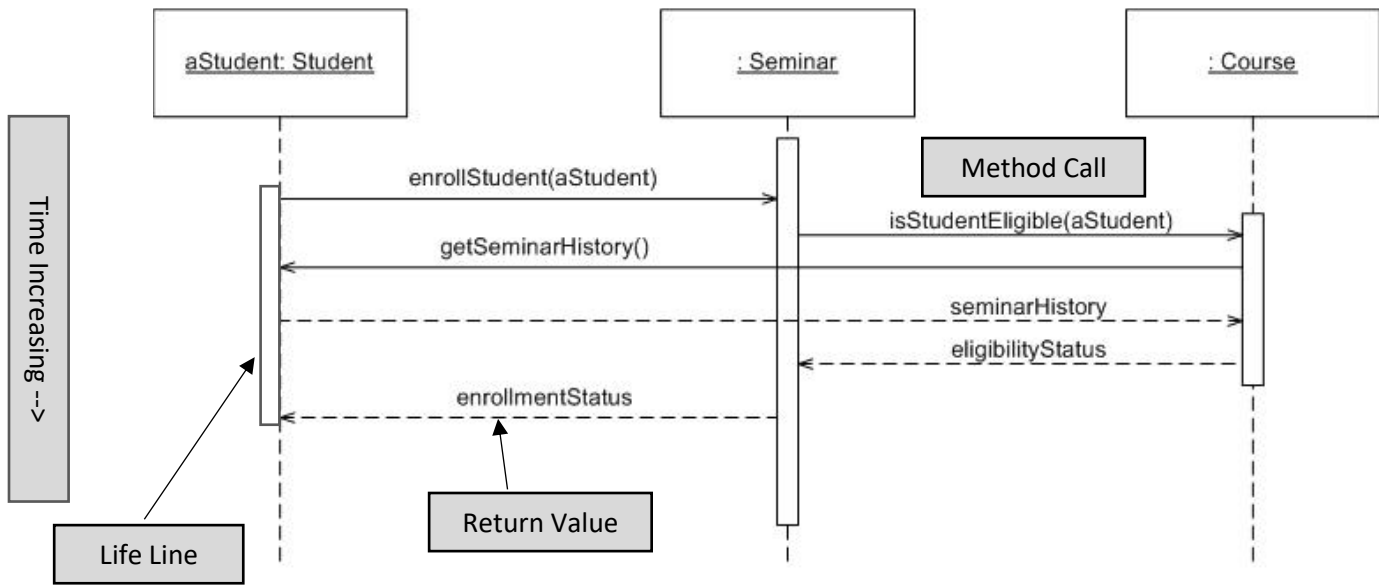 aStudent: Student
: Seminar
: Course
Time Increasing -->
Method Call
enrollStudent(aStudent)
isStudentEligible(aStudent)
getSeminarHistory()
seminarHistory
eligibilityStatus
enrollmentStatus
Return Value
Life Line